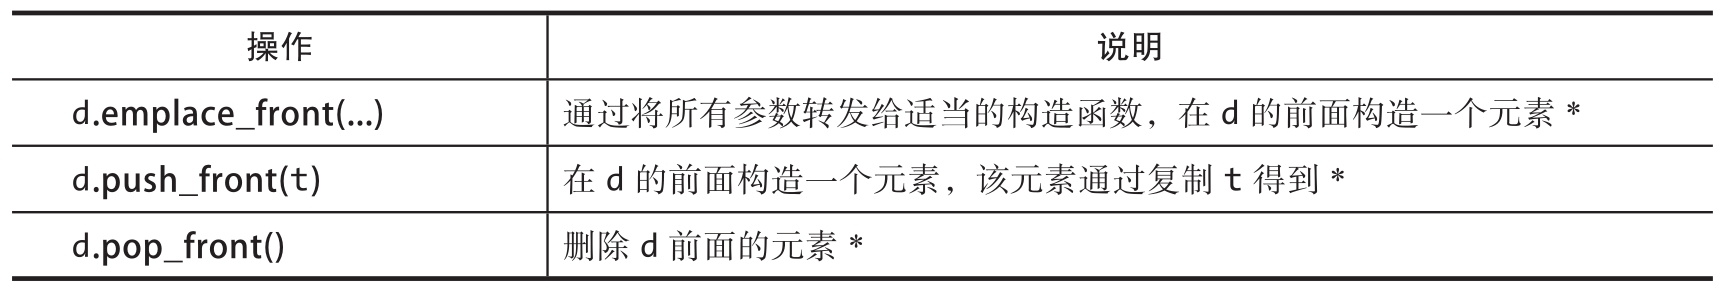 操作 说明
d.emplace_front(...) 通过将所有参数转发给适当的构造函数，在 d 的前面构造一个元素 *
d.push_front(t) 在 d 的前面构造一个元素，该元素通过复制 t 得到 *
d.pop_front() 删除 d 前面的元素 *